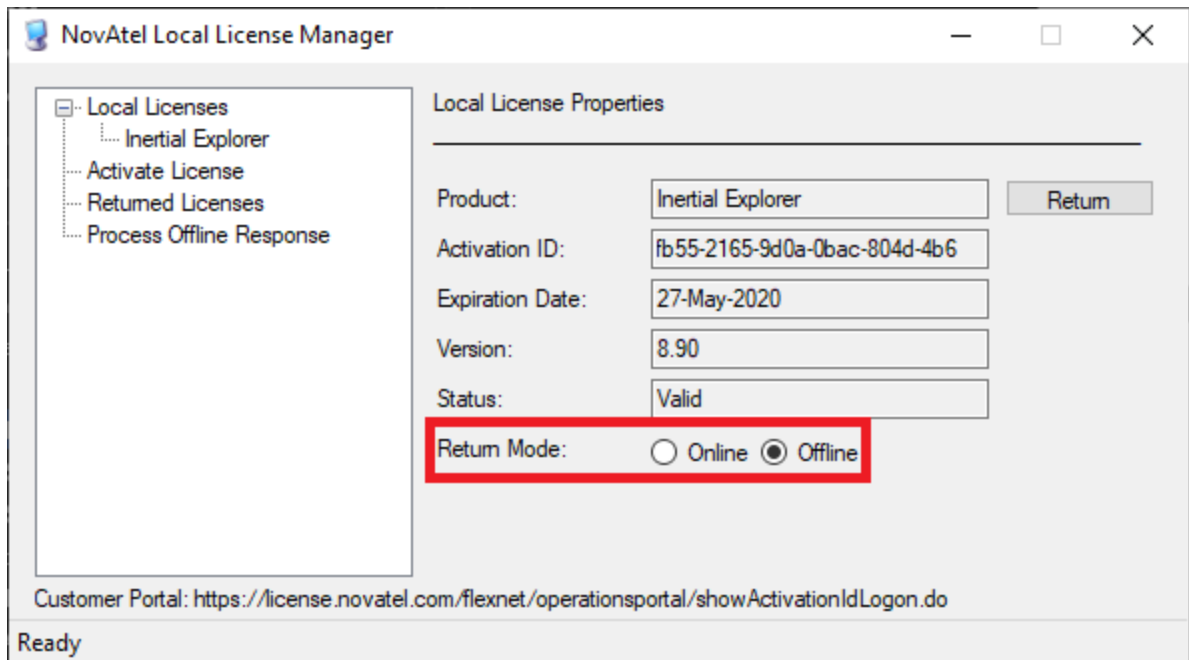 NovAtel Local License Manager
Local Licenses
Inertial Explorer
Activate License
Returned Licenses
Process Offline Response
Local License Properties
Product: Inertial Explorer Return
Activation ID: fb55-2165-9d0a-0bac-804d-4b6
Expiration Date: 27-May-2020
Version: 8.90
Status: Valid
Return Mode: Online Offline
Customer Portal: https://license.novatel.com/flexnet/operationsportal/showActivationIdLogon.do
Ready